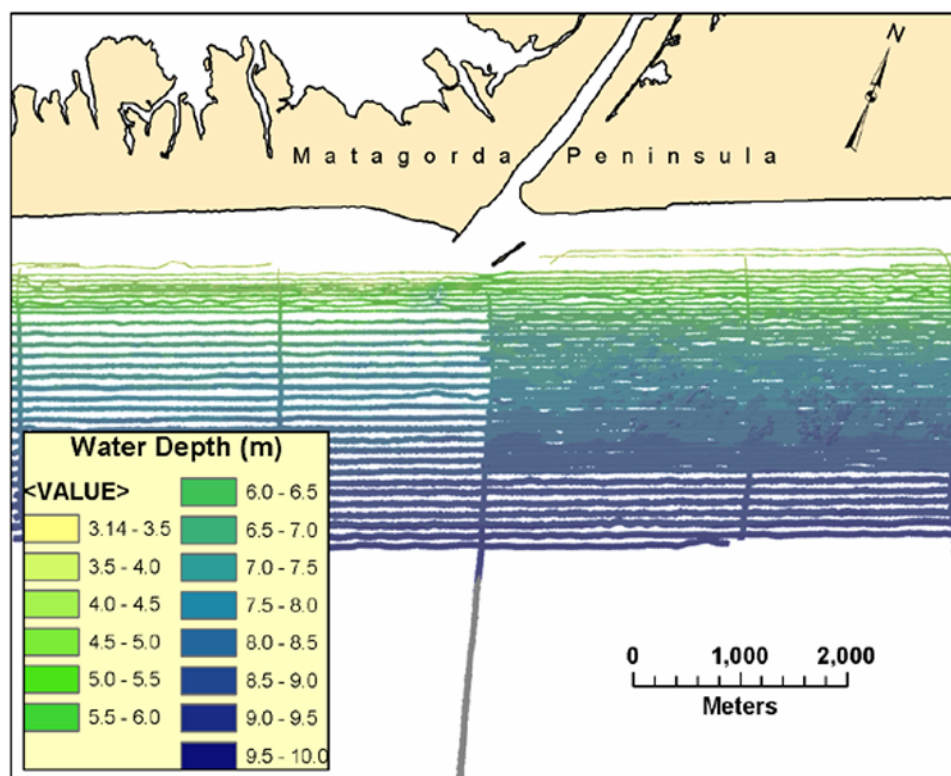 N
Matagorda Peninsula
Water Depth (m)
<VALUE>
3.14 - 3.5
3.5 - 4.0
4.0 - 4.5
4.5 - 5.0
5.0 - 5.5
5.5 - 6.0
6.0 - 6.5
6.5 - 7.0
7.0 - 7.5
7.5 - 8.0
8.0 - 8.5
8.5 - 9.0
9.0 - 9.5
9.5 - 10.0
0 1,000 2,000
Meters